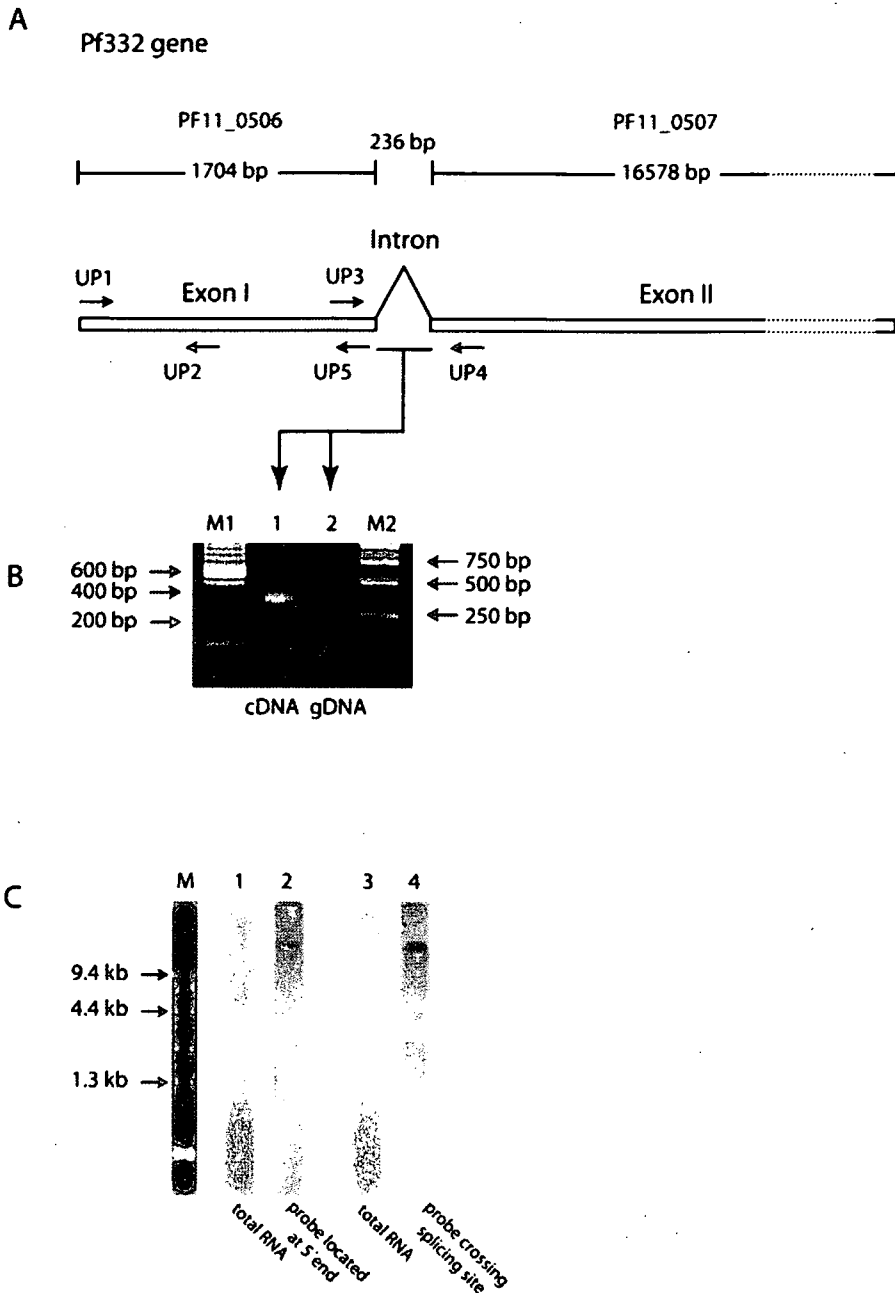 A
Pf332 gene
PF11_0506
236 bp
PF11_0507
1704 bp
16578 bp
Intron
UP1
Exon I
UP3
Exon II
UP2
UP5
UP4
B
M1 1 2 M2
600 bp
400 bp
200 bp
750 bp
500 bp
250 bp
cDNA gDNA
C
M 1 2 3 4
9.4 kb
4.4 kb
1.3 kb
total RNA
probe located
at 5´end
total RNA
probe crossing
splicing site